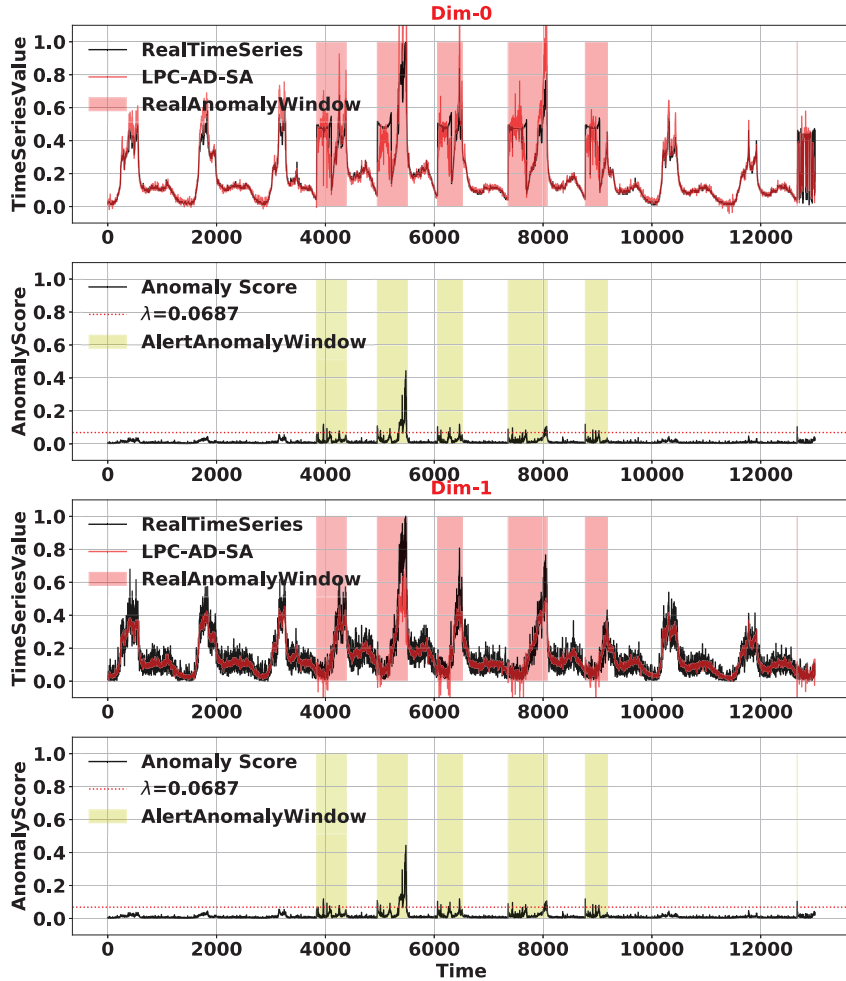 Dim-0
TimeSeriesValue
1.0
0.8
0.6
0.4
0.2
0.0
RealTimeSeries
LPC-AD-SA
RealAnomalyWindow
0 2000 4000 6000 8000 10000 12000
AnomalyScore
1.0
0.8
0.6
0.4
0.2
0.0
Anomaly Score
λ=0.0687
AlertAnomalyWindow
0 2000 4000 6000 8000 10000 12000
Dim-1
TimeSeriesValue
1.0
0.8
0.6
0.4
0.2
0.0
RealTimeSeries
LPC-AD-SA
RealAnomalyWindow
0 2000 4000 6000 8000 10000 12000
AnomalyScore
1.0
0.8
0.6
0.4
0.2
0.0
Anomaly Score
λ=0.0687
AlertAnomalyWindow
0 2000 4000 6000 8000 10000 12000
Time